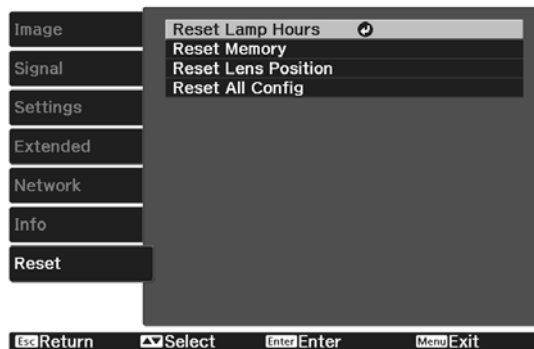 Image
Signal
Settings
Extended
Network
Info
Reset
Reset Lamp Hours
Reset Memory
Reset Lens Position
Reset All Config
Esc Return Select Enter Enter Menu Exit